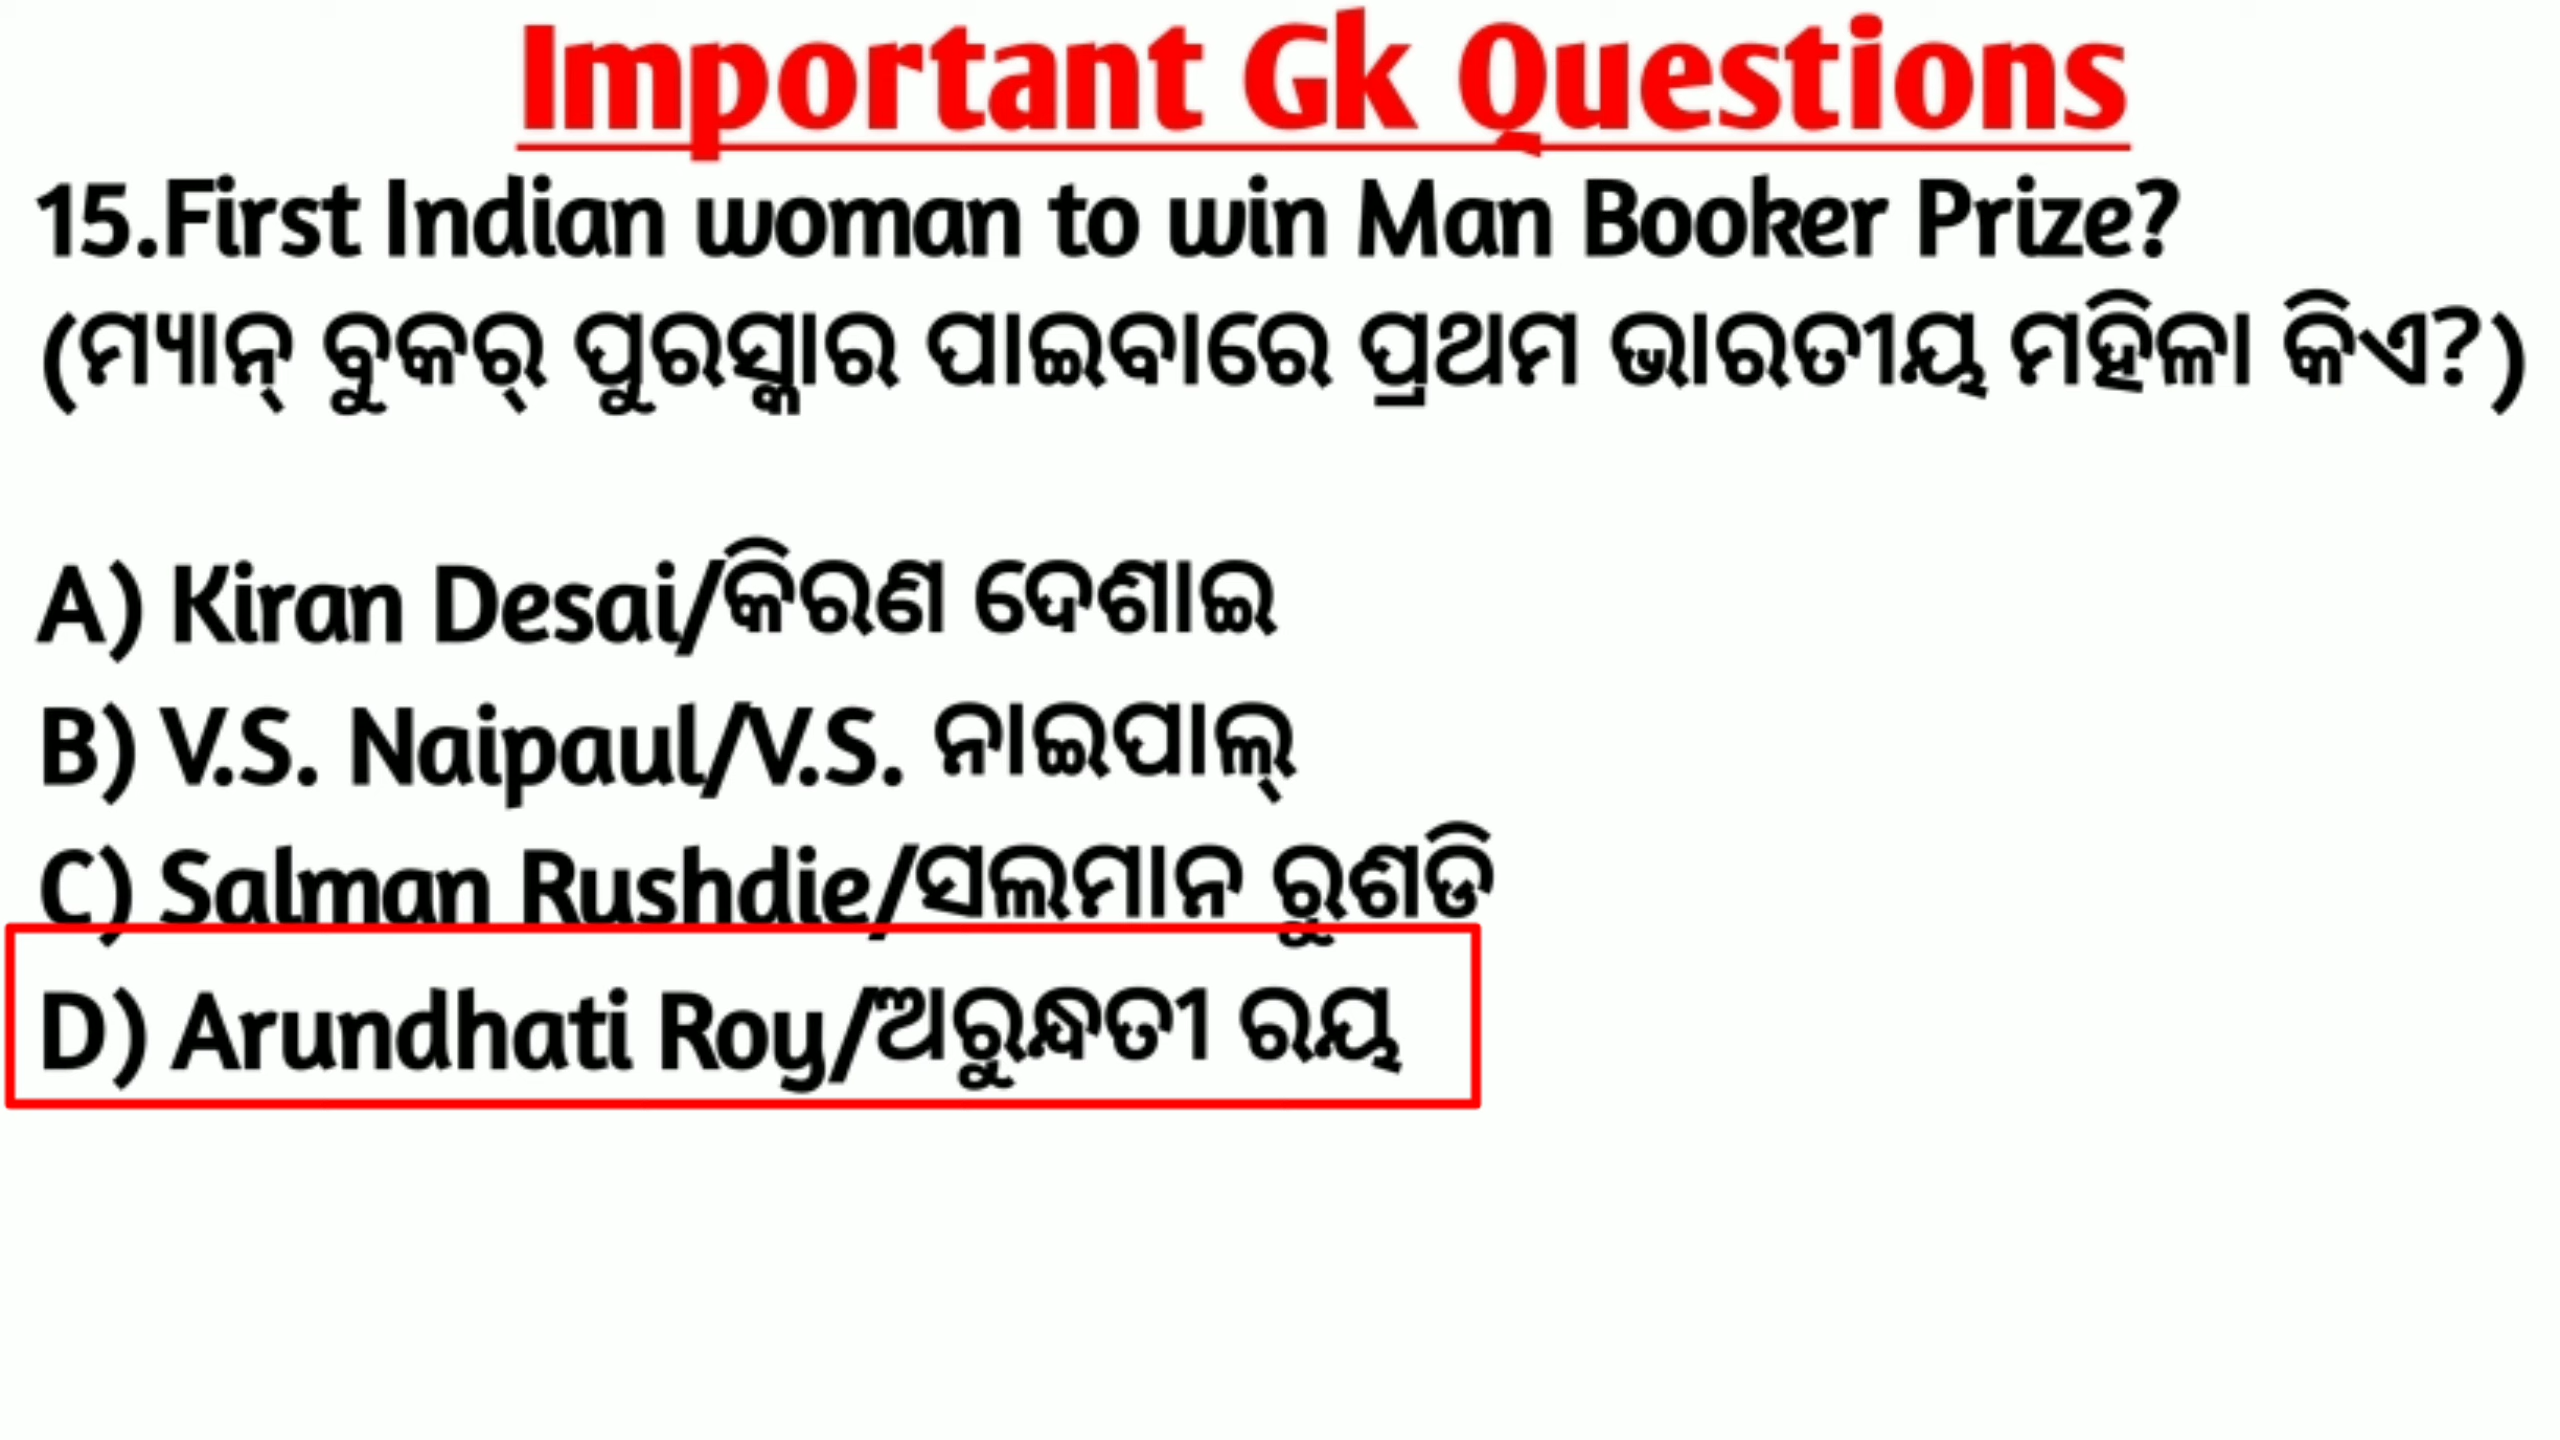 Important Gk Questions
15.First Indian woman to win Man Booker Prize?
(ମ୍ୟାନ୍ ବୁକର୍ ପୁରସ୍କାର ପାଇବାରେ ପ୍ରଥମ ଭାରତୀୟ ମହିଳା କିଏ?)
A) Kiran Desai/କିରଣ ଦେଶାଇ
B) V.S. Naipaul/V.S. ନାଇପାଲ୍
C) Salman Rushdie/ସଲମାନ ରୁଶଡି
D) Arundhati Roy/ଅରୁନ୍ଧତୀ ରୟ